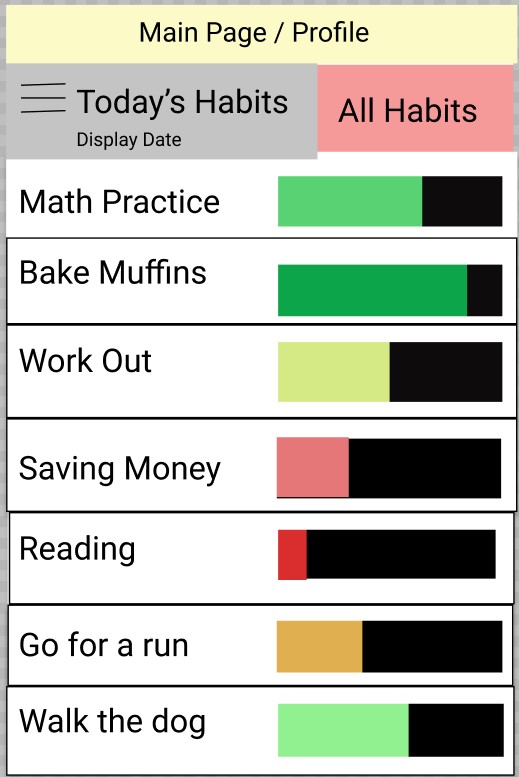 Main Page / Profile
Today's Habits
All Habits
Display Date
Math Practice
Bake Muffins
Work Out
Saving Money
Reading
Go for a run
Walk the dog